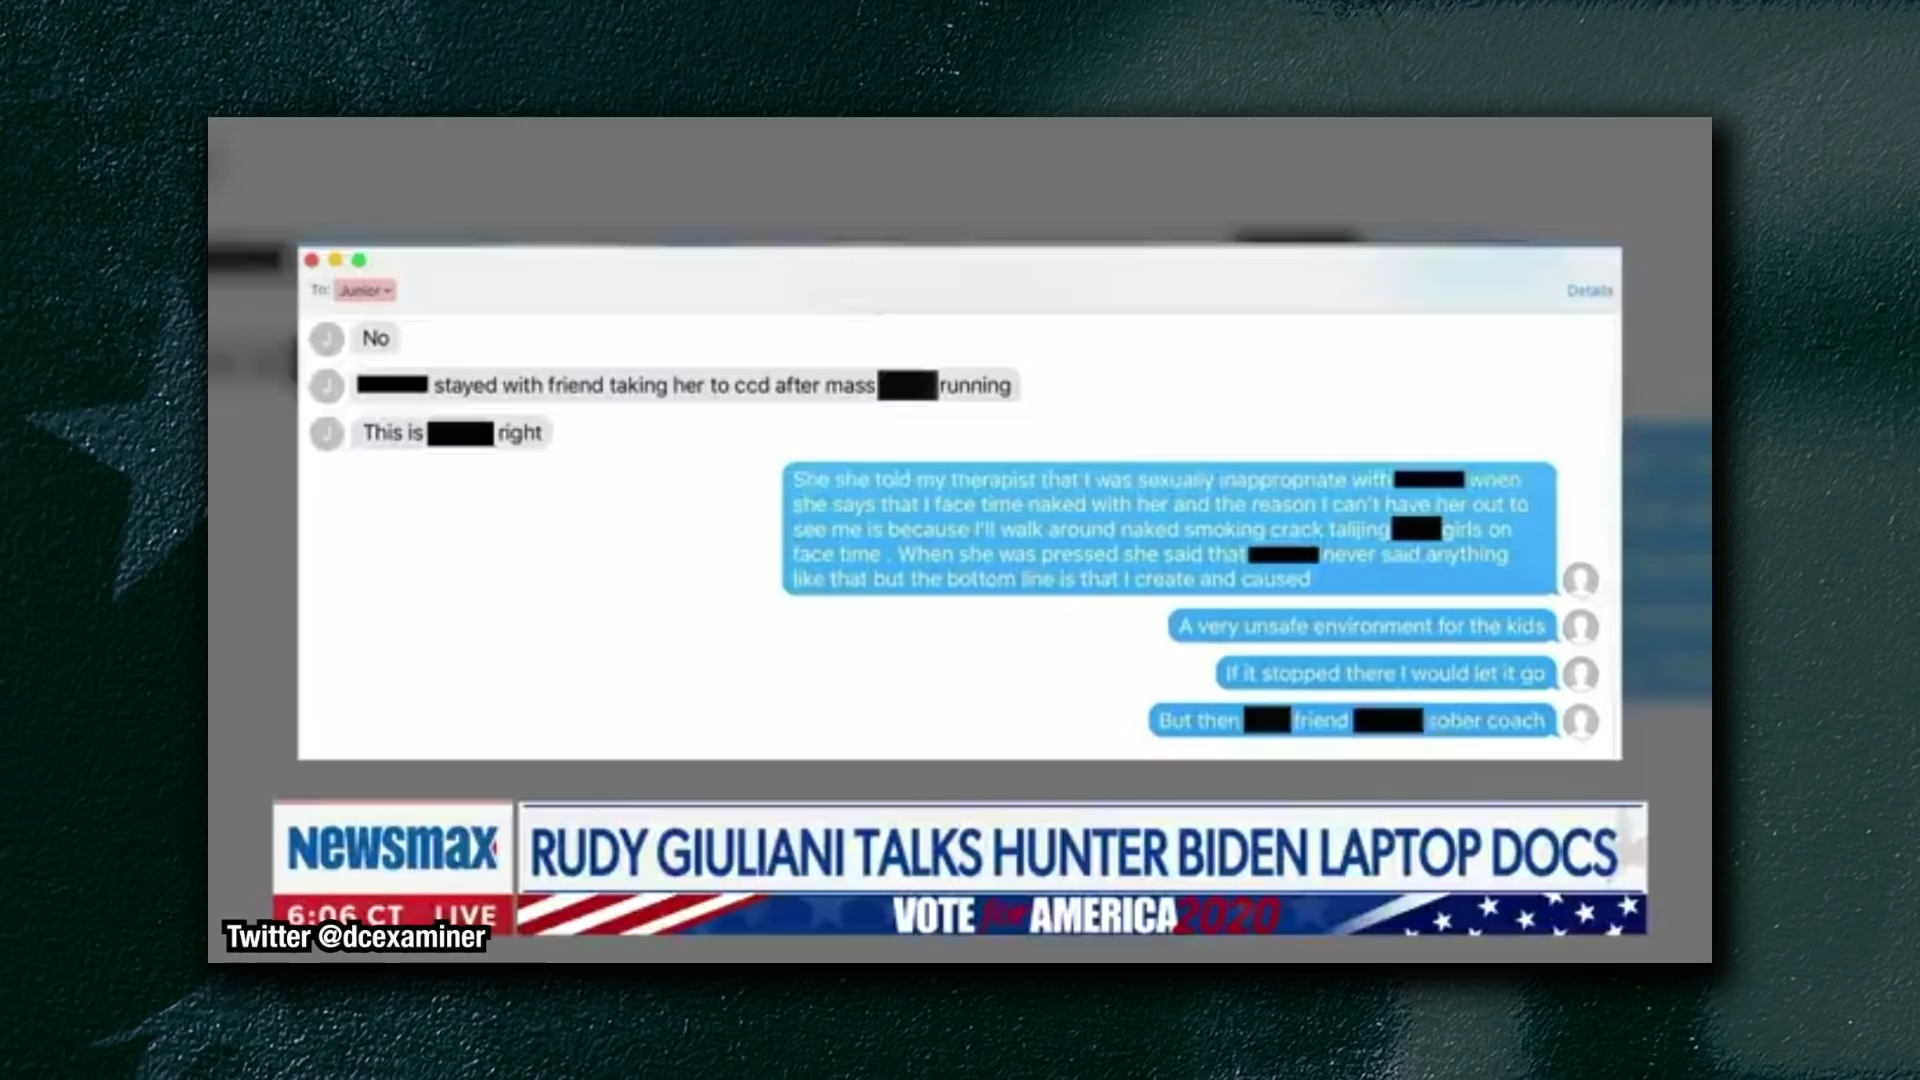 To: Junior
Details
J No
J stayed with friend taking her to ccd after mass running
J This is right
She she told my therapist that I was sexually inappropriate with when
she says that I face time naked with her and the reason I can't have her out to
see me is because I'll walk around naked smoking crack talijing girls on
face time . When she was pressed she said that never said anything
like that but the bottom line is that I create and caused
A very unsafe environment for the kids
If it stopped there I would let it go
But then friend sober coach
NEWSMAX
RUDY GIULIANI TALKS HUNTER BIDEN LAPTOP DOCS
6:06 CT LIVE
VOTE for AMERICA 2020
Twitter @dcexaminer